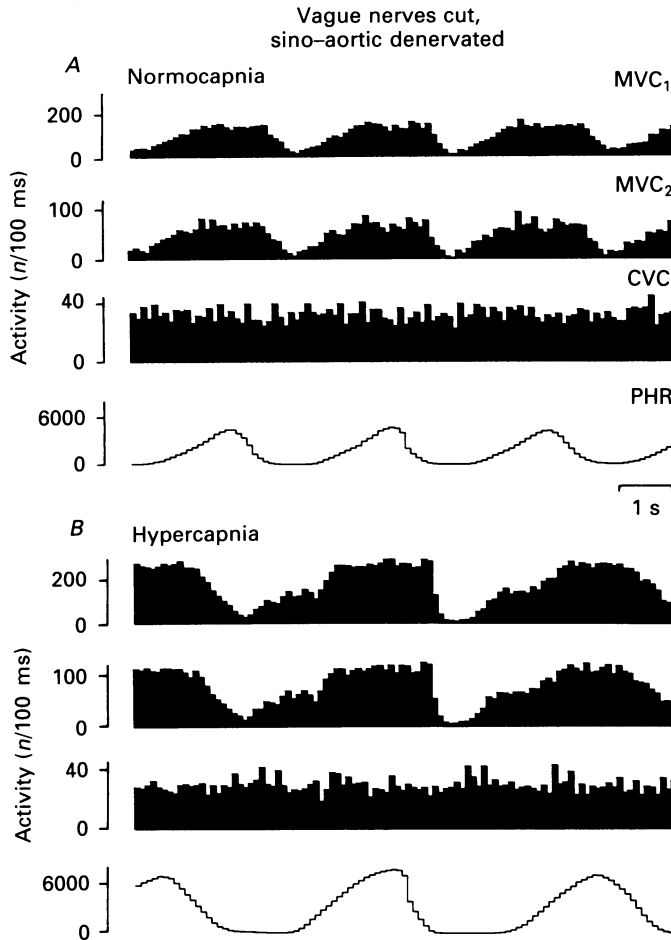 Vague nerves cut,
sino–aortic denervated
A
Normocapnia
MVC1
200
0
MVC2
100
0
CVC
40
0
PHR
6000
0
Activity (n/100 ms)
1 s
B
Hypercapnia
200
0
100
0
40
0
6000
0
Activity (n/100 ms)